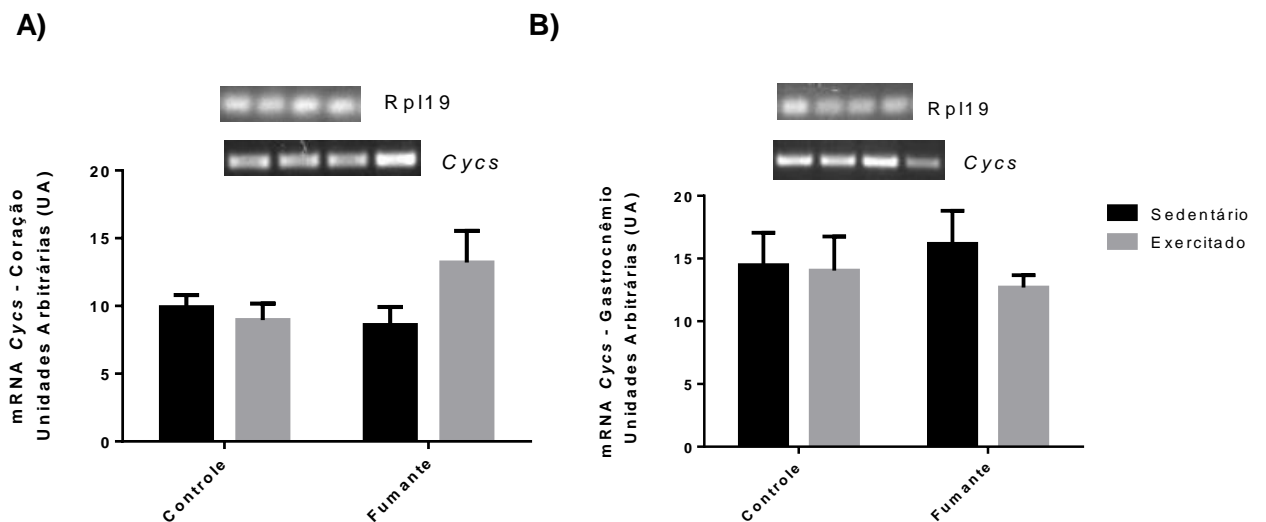 A)
Rpl19
Cycs
mRNA Cycs - Coração
Unidades Arbitrárias (UA)
20
15
10
5
0
Controle
Fumante
B)
Rpl19
Cycs
mRNA Cycs - Gastrocnêmio
Unidades Arbitrárias (UA)
20
15
10
5
0
Controle
Fumante
Sedentário
Exercitado